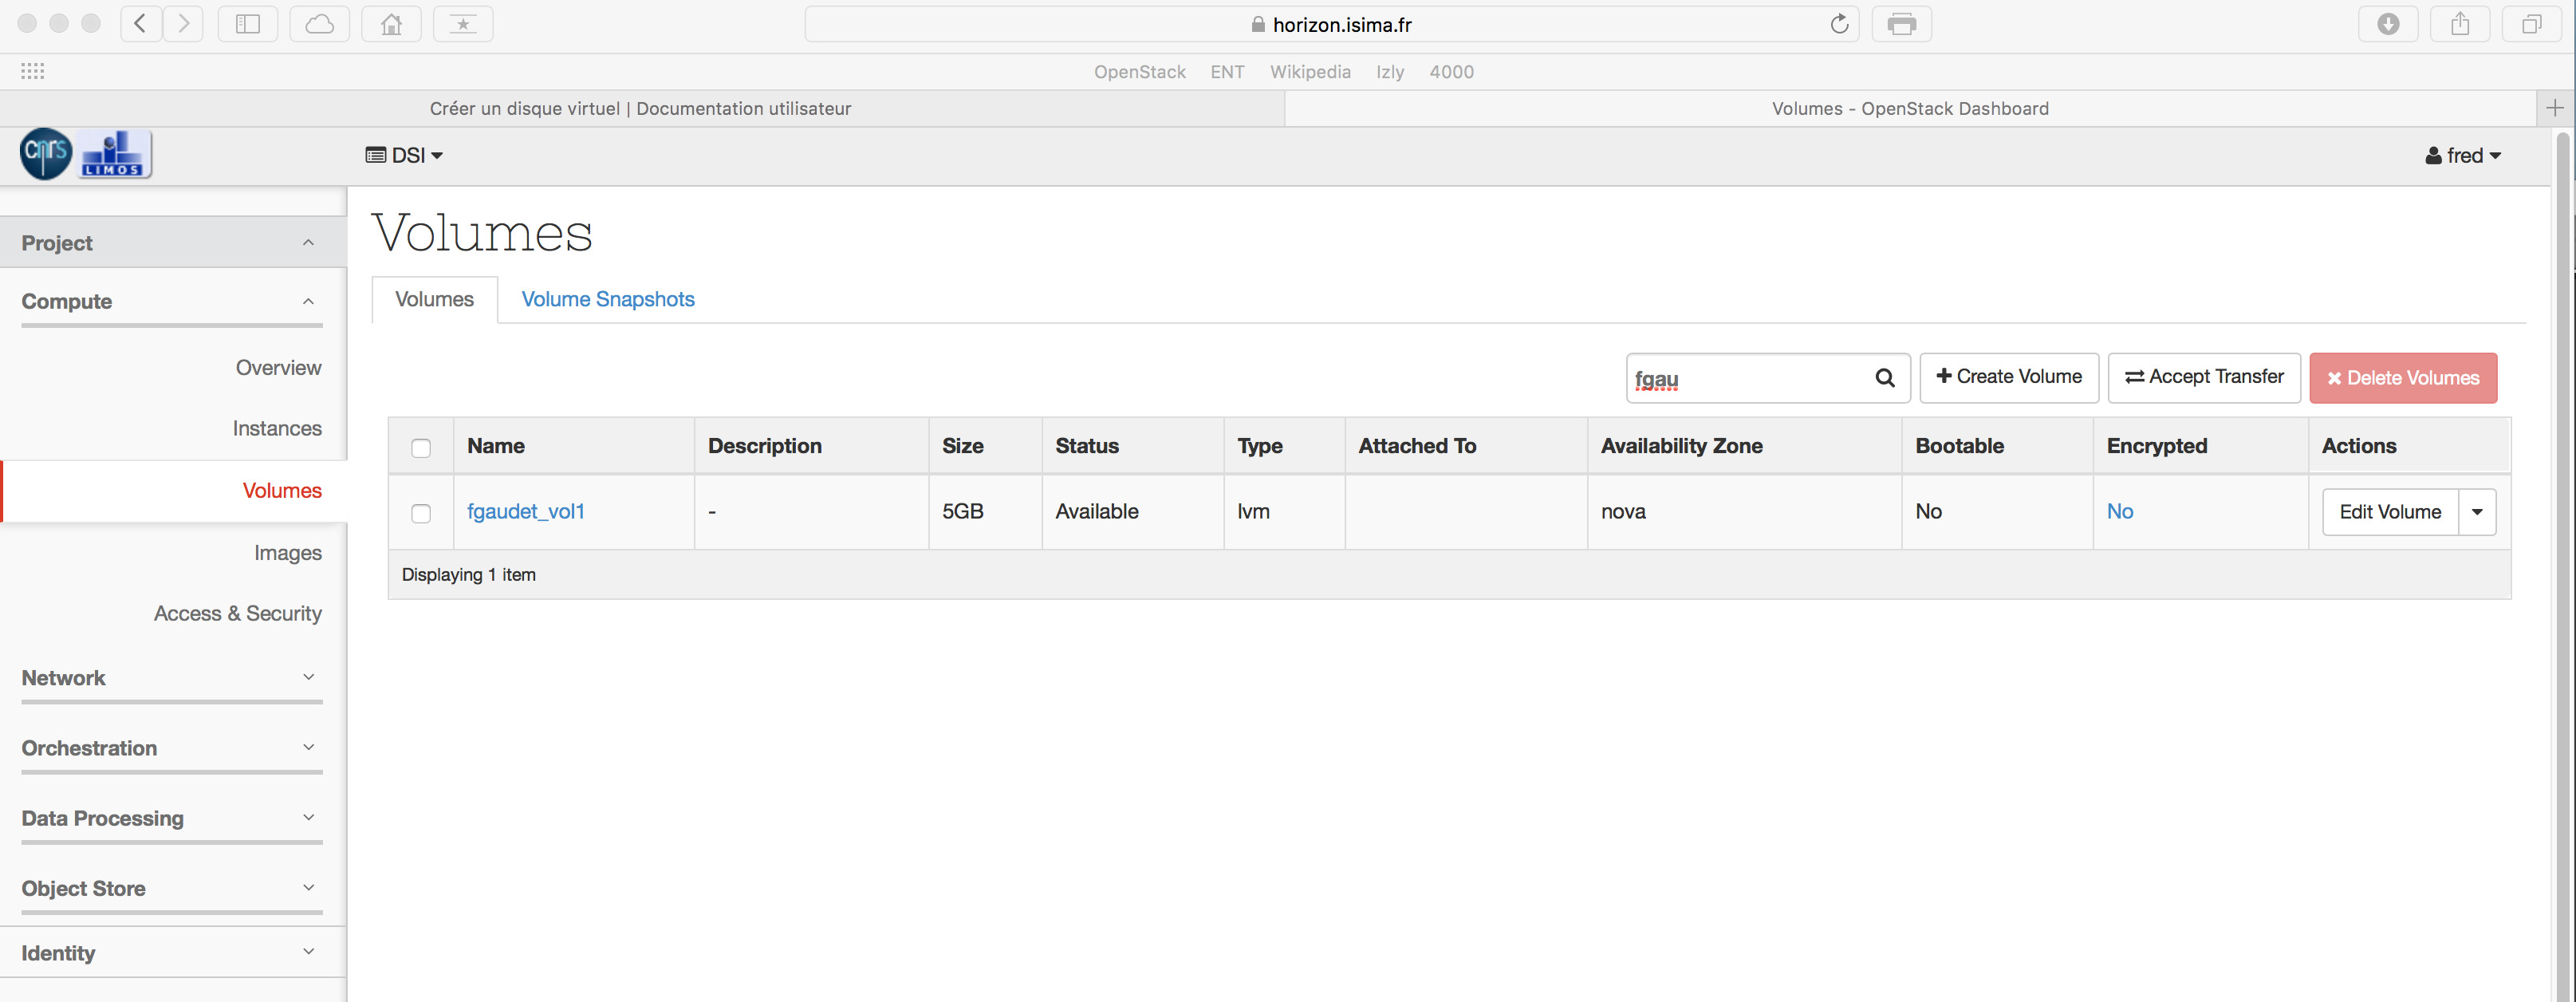 horizon.isima.fr
OpenStack ENT Wikipedia Izly 4000
Créer un disque virtuel | Documentation utilisateur Volumes - OpenStack Dashboard
cnrs LIMOS DSI fred
Project
Compute
Overview
Instances
Volumes
Images
Access & Security
Network
Orchestration
Data Processing
Object Store
Identity
Volumes
Volumes Volume Snapshots
fgau Create Volume Accept Transfer Delete Volumes
Name Description Size Status Type Attached To Availability Zone Bootable Encrypted Actions
fgaudet_vol1 - 5GB Available lvm nova No No Edit Volume
Displaying 1 item